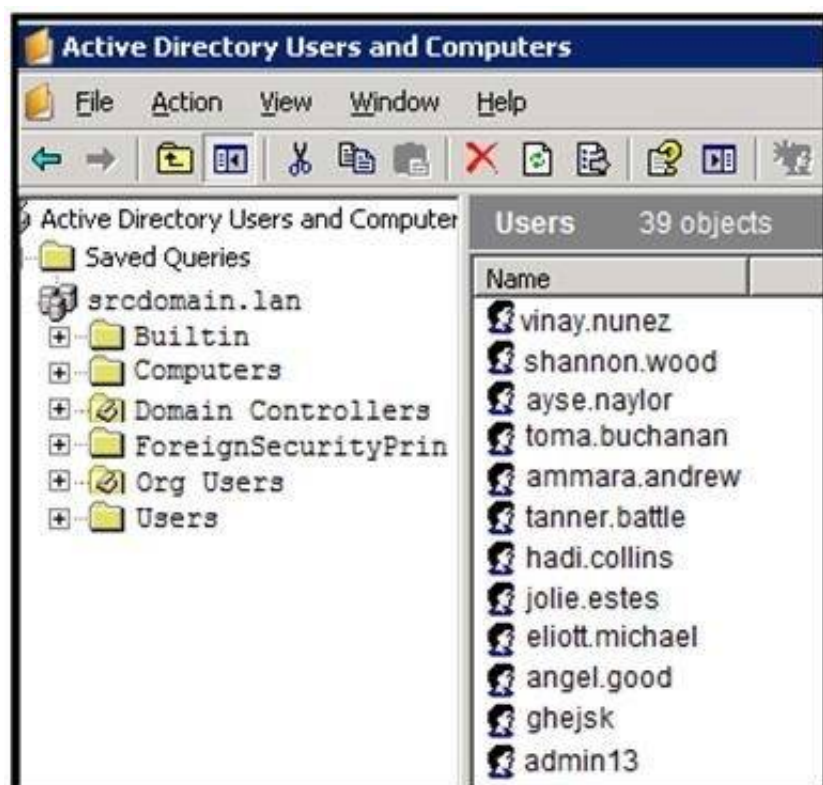 Active Directory Users and Computers
File Action View Window Help
Active Directory Users and Computer
Saved Queries
srcdomain.lan
Builtin
Computers
Domain Controllers
ForeignSecurityPrin
Org Users
Users
Users 39 objects
Name
vinay.nunez
shannon.wood
ayse.naylor
toma.buchanan
ammara.andrew
tanner.battle
hadi.collins
jolie.estes
eliott.michael
angel.good
ghejsk
admin13